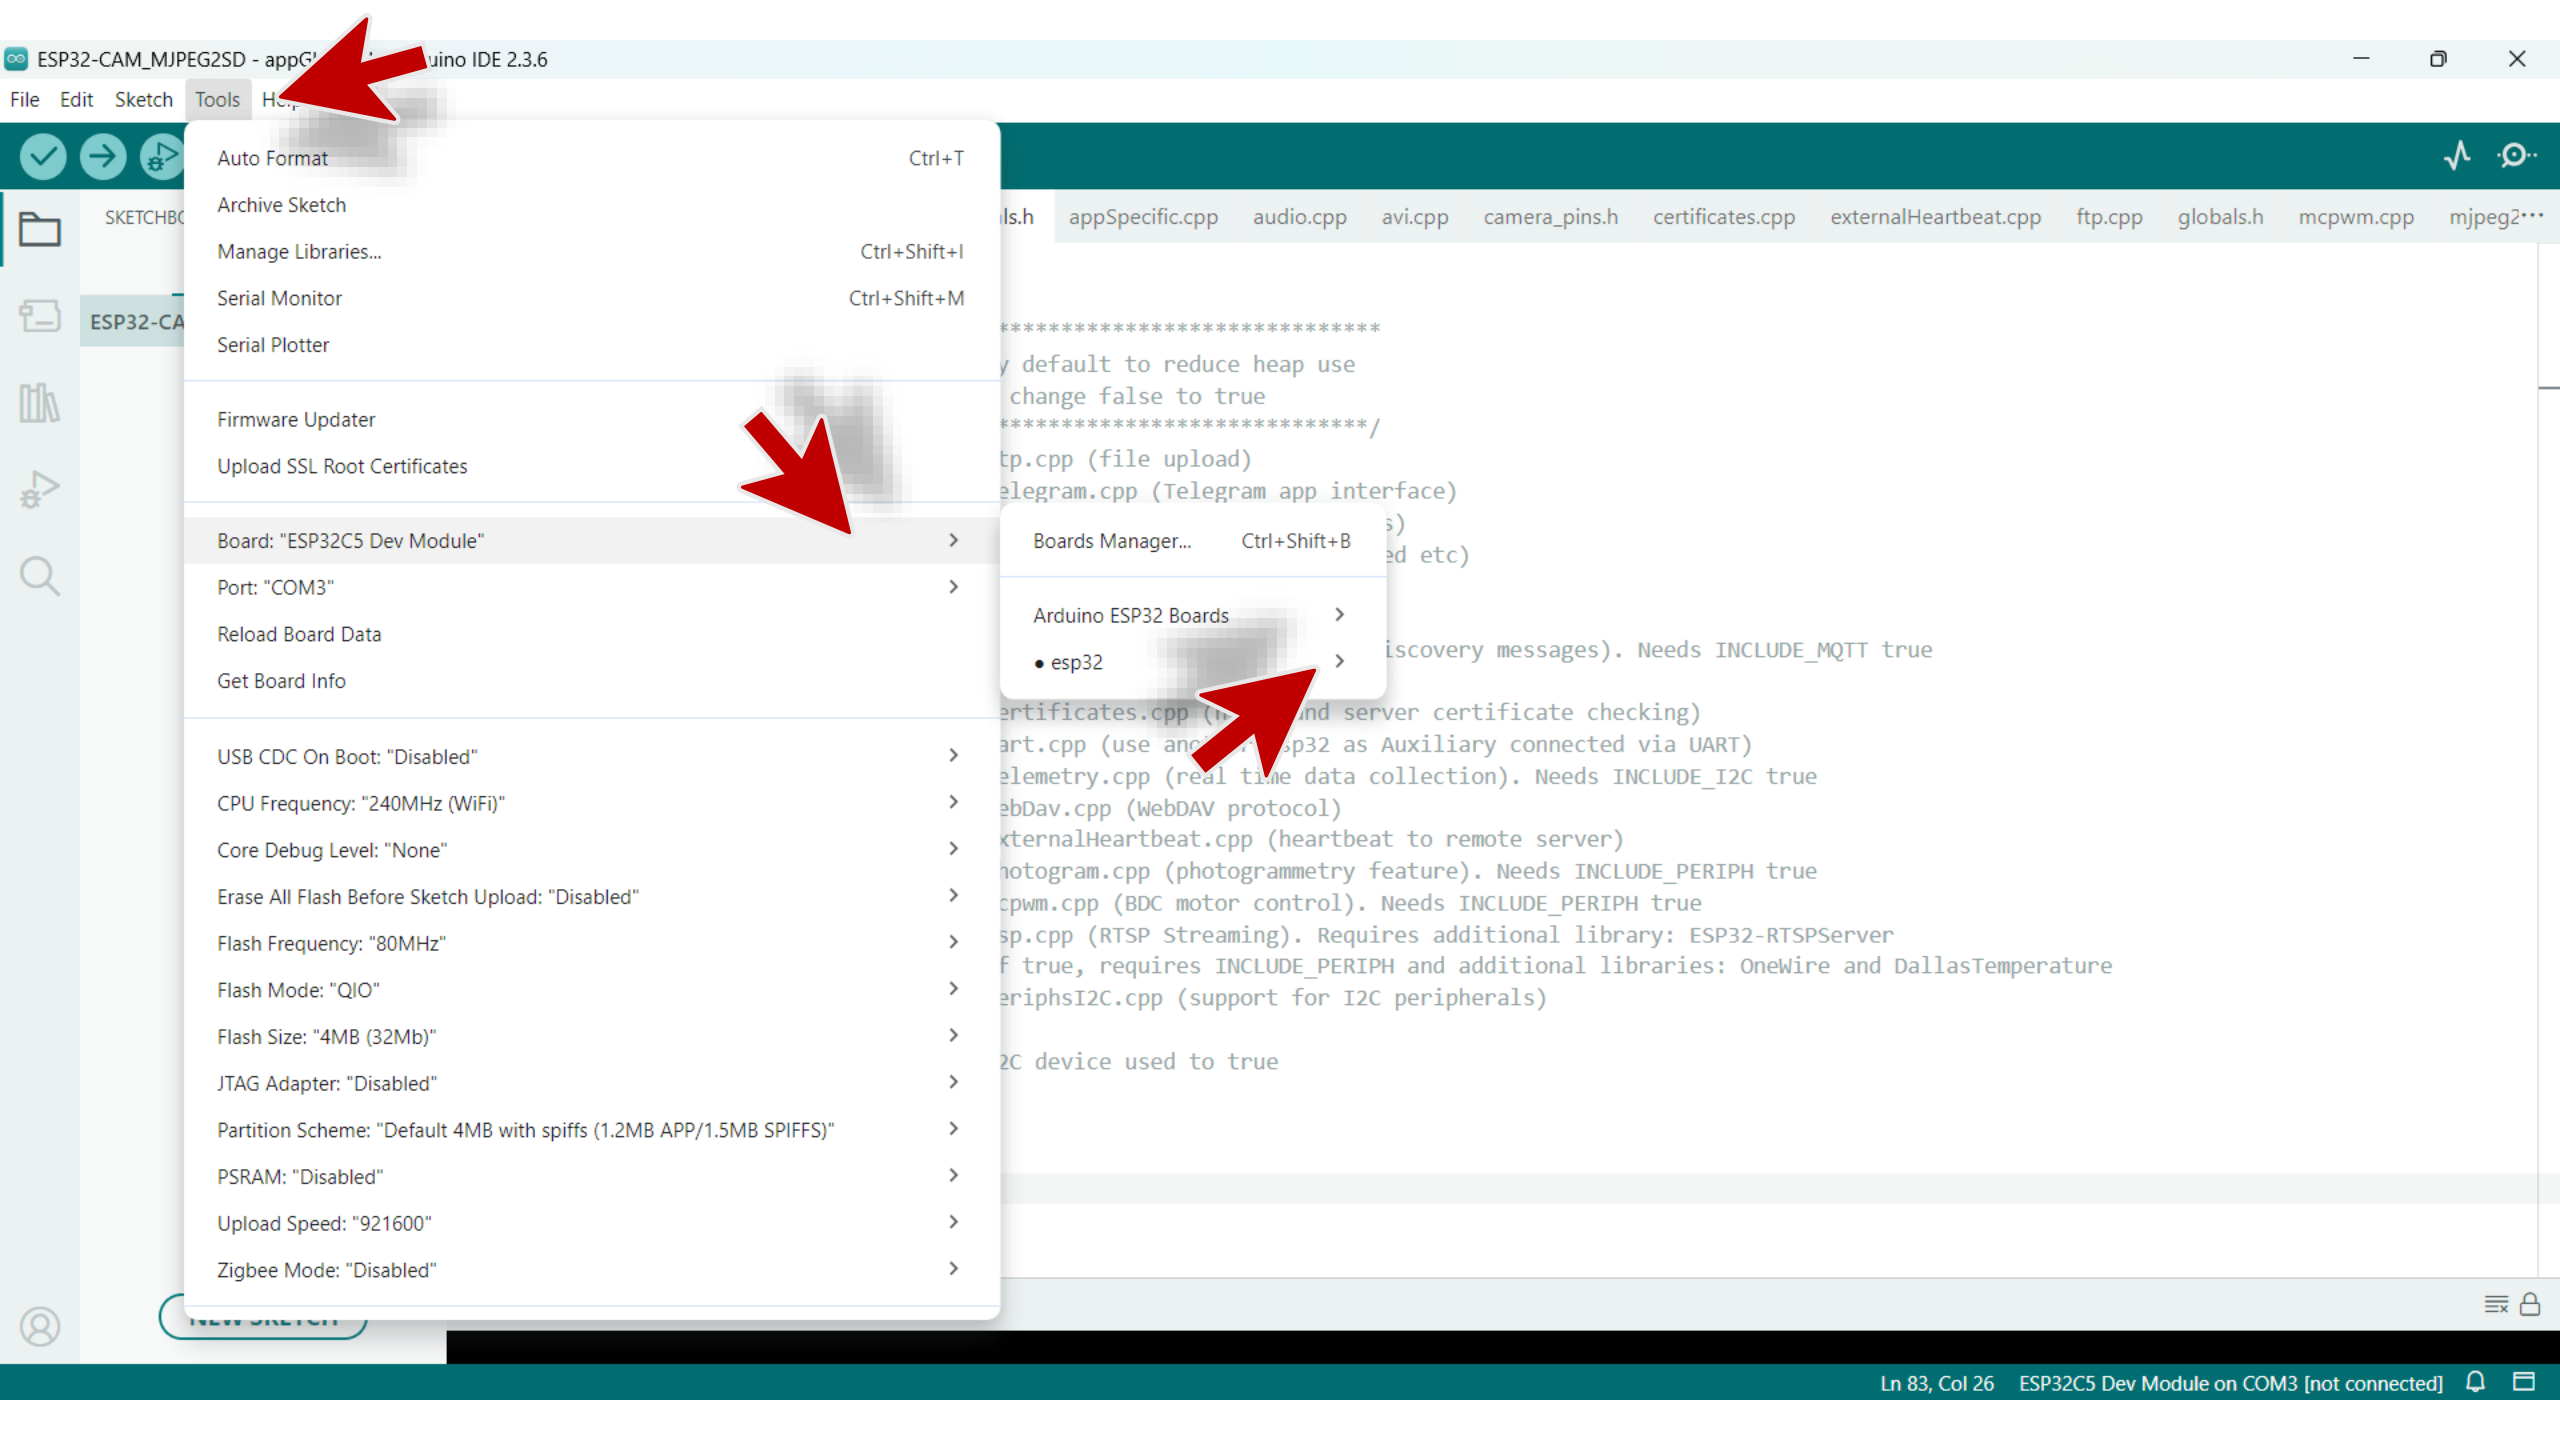 ESP32-CAM_MJPEG2SD - appG uino IDE 2.3.6
File Edit Sketch Tools Help
SKETCHBO
ESP32-CA
Auto Format Ctrl+T
Archive Sketch
Manage Libraries... Ctrl+Shift+I
Serial Monitor Ctrl+Shift+M
Serial Plotter
Firmware Updater
Upload SSL Root Certificates
Board: "ESP32C5 Dev Module"
Port: "COM3"
Reload Board Data
Get Board Info
USB CDC On Boot: "Disabled"
CPU Frequency: "240MHz (WiFi)"
Core Debug Level: "None"
Erase All Flash Before Sketch Upload: "Disabled"
Flash Frequency: "80MHz"
Flash Mode: "QIO"
Flash Size: "4MB (32Mb)"
JTAG Adapter: "Disabled"
Partition Scheme: "Default 4MB with spiffs (1.2MB APP/1.5MB SPIFFS)"
PSRAM: "Disabled"
Upload Speed: "921600"
Zigbee Mode: "Disabled"
NEW SKETCH
Boards Manager... Ctrl+Shift+B
Arduino ESP32 Boards
• esp32
ls.h appSpecific.cpp audio.cpp avi.cpp camera_pins.h certificates.cpp externalHeartbeat.cpp ftp.cpp globals.h mcpwm.cpp mjpeg2···
******************************
y default to reduce heap use
change false to true
*****************************/
tp.cpp (file upload)
elegram.cpp (Telegram app interface)
s)
ed etc)
iscovery messages). Needs INCLUDE_MQTT true
ertificates.cpp ( and server certificate checking)
art.cpp (use sp32 as Auxiliary connected via UART)
elemetry.cpp (real time data collection). Needs INCLUDE_I2C true
ebDav.cpp (WebDAV protocol)
xternalHeartbeat.cpp (heartbeat to remote server)
hotogram.cpp (photogrammetry feature). Needs INCLUDE_PERIPH true
cpwm.cpp (BDC motor control). Needs INCLUDE_PERIPH true
sp.cpp (RTSP Streaming). Requires additional library: ESP32-RTSPServer
f true, requires INCLUDE_PERIPH and additional libraries: OneWire and DallasTemperature
eriphsI2C.cpp (support for I2C peripherals)
2C device used to true
Ln 83, Col 26 ESP32C5 Dev Module on COM3 [not connected]